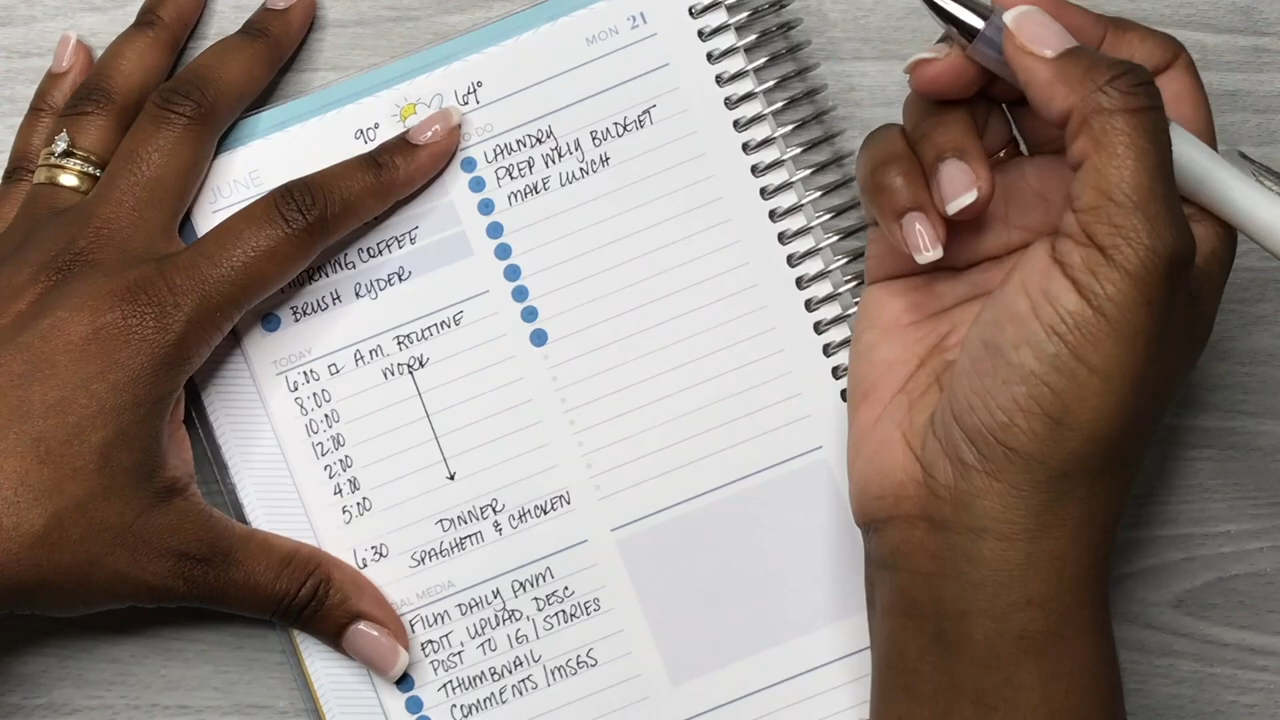 MON 21
90° 64°
JUNE
MORNING COFFEE
BRUSH RYDER
TODAY
6:00 A.M. ROUTINE
8:00 WORK
10:00
12:00
2:00
4:00
5:00
DINNER
6:30 SPAGHETTI & CHICKEN
FILM DAILY PWM
EDIT, UPLOAD, DESC
POST TO IG / STORIES
THUMBNAIL
COMMENTS / MSGS
LAUNDRY
PREP WKLY BUDGET
MAKE LUNCH